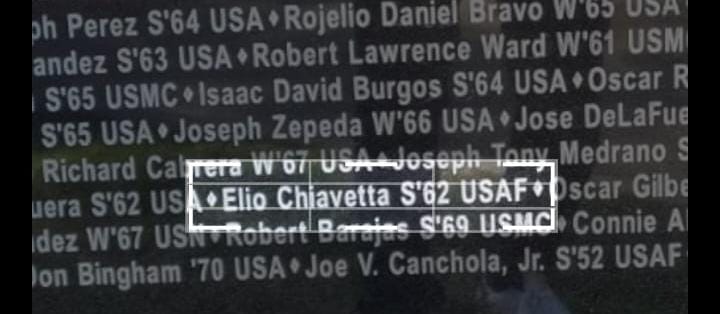 ph Perez S'64 USA♦Rojelio Daniel Bravo W'65 USA
andez S'63 USA♦Robert Lawrence Ward W'61 USM
S'65 USMC♦Isaac David Burgos S'64 USA♦Oscar R
S'65 USA♦Joseph Zepeda W'66 USA♦Jose DeLaFue
Richard Cabrera W'67 USA♦Joseph Tony Medrano S
uera S'62 USA♦Elio Chiavetta S'62 USAF♦Oscar Gilbe
dez W'67 USN♦Robert Barajas S'69 USMC♦Connie A
Don Bingham '70 USA♦Joe V. Canchola, Jr. S'52 USAF